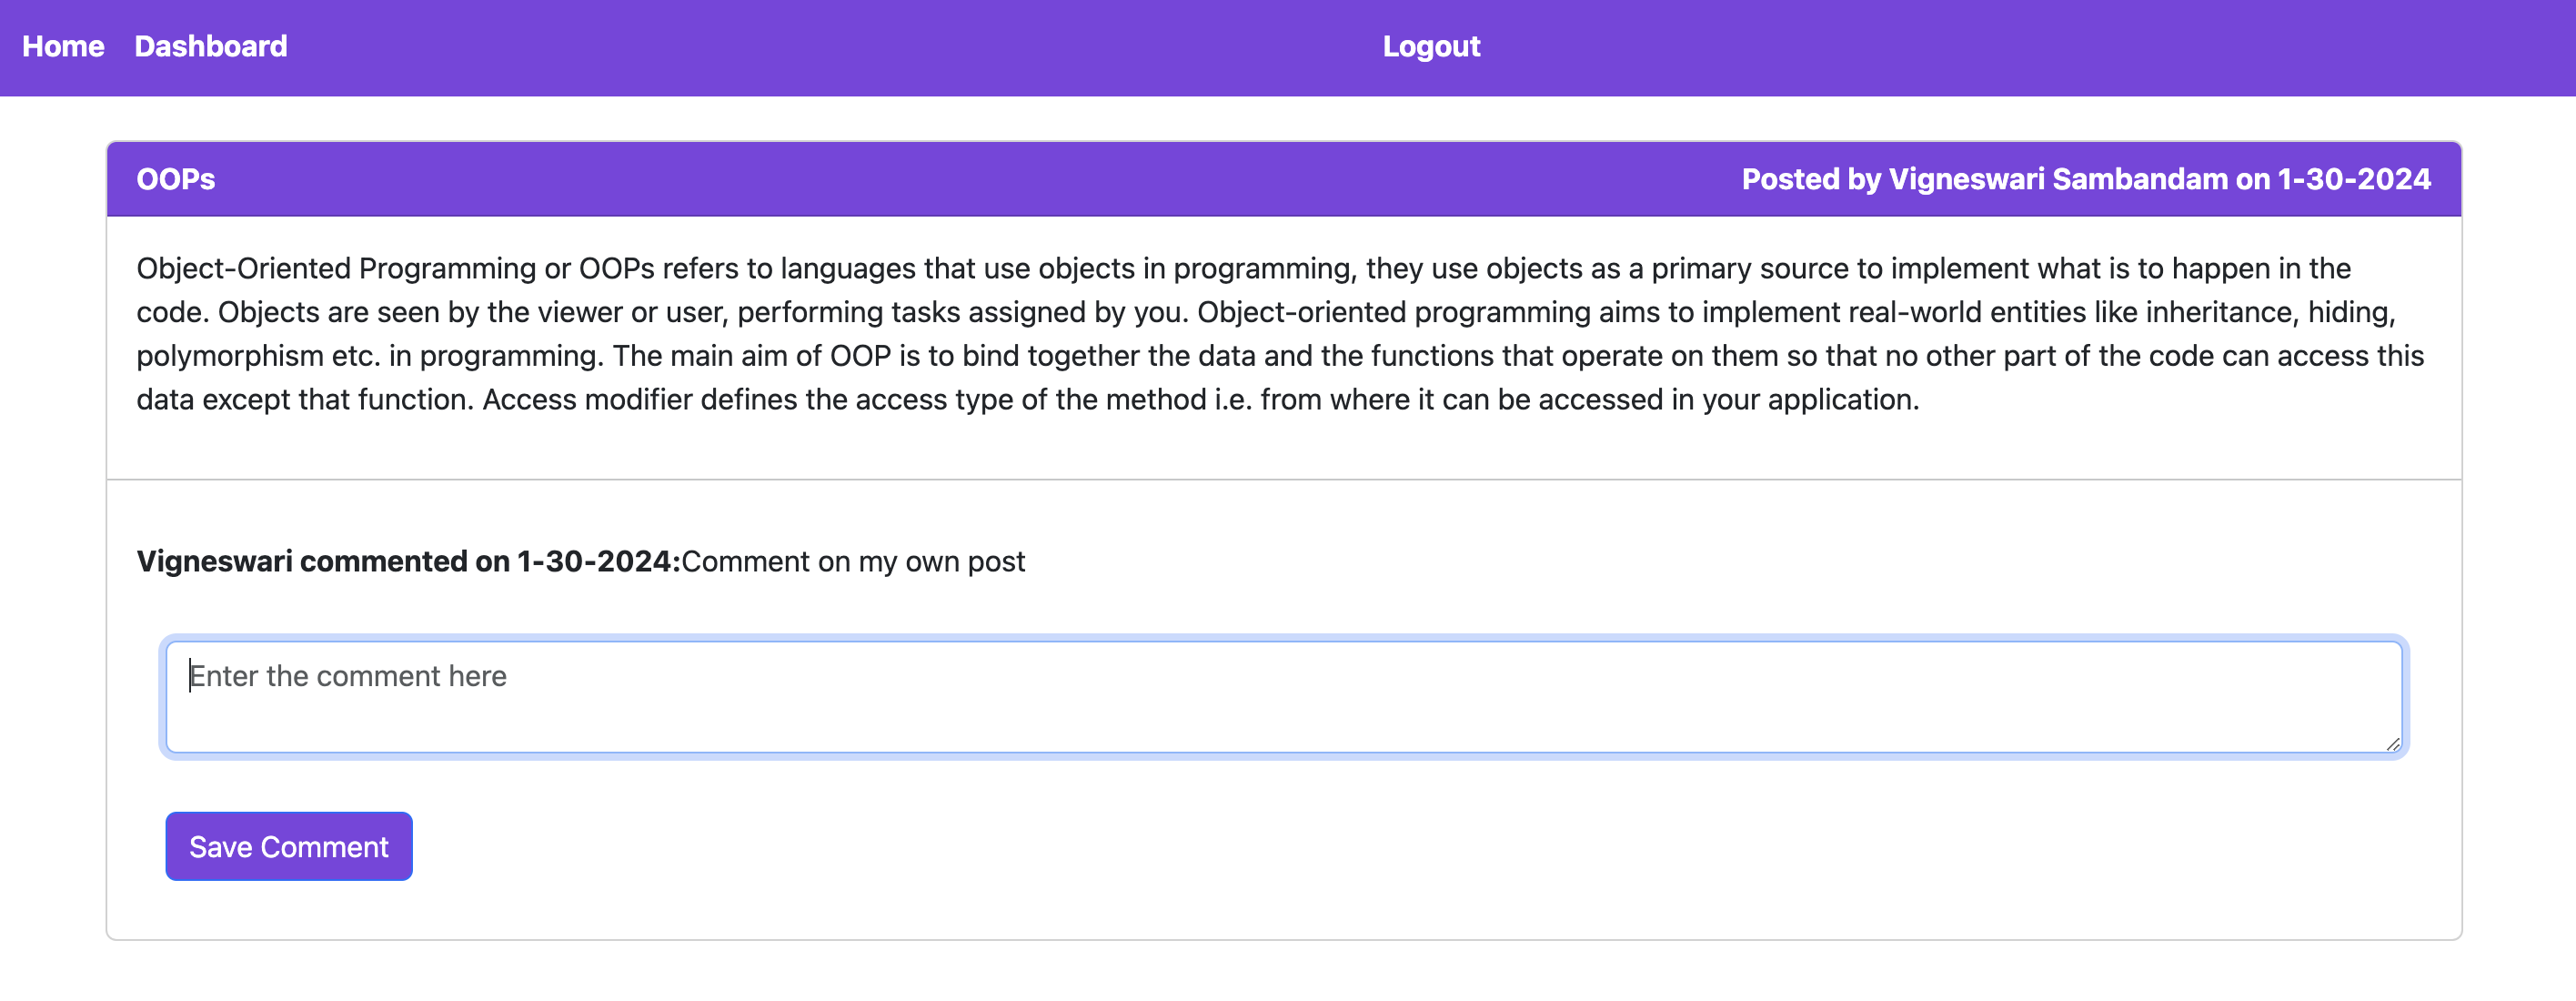 Home Dashboard Logout
OOPs Posted by Vigneswari Sambandam on 1-30-2024
Object-Oriented Programming or OOPs refers to languages that use objects in programming, they use objects as a primary source to implement what is to happen in the
code. Objects are seen by the viewer or user, performing tasks assigned by you. Object-oriented programming aims to implement real-world entities like inheritance, hiding,
polymorphism etc. in programming. The main aim of OOP is to bind together the data and the functions that operate on them so that no other part of the code can access this
data except that function. Access modifier defines the access type of the method i.e. from where it can be accessed in your application.
Vigneswari commented on 1-30-2024:Comment on my own post
Enter the comment here
Save Comment